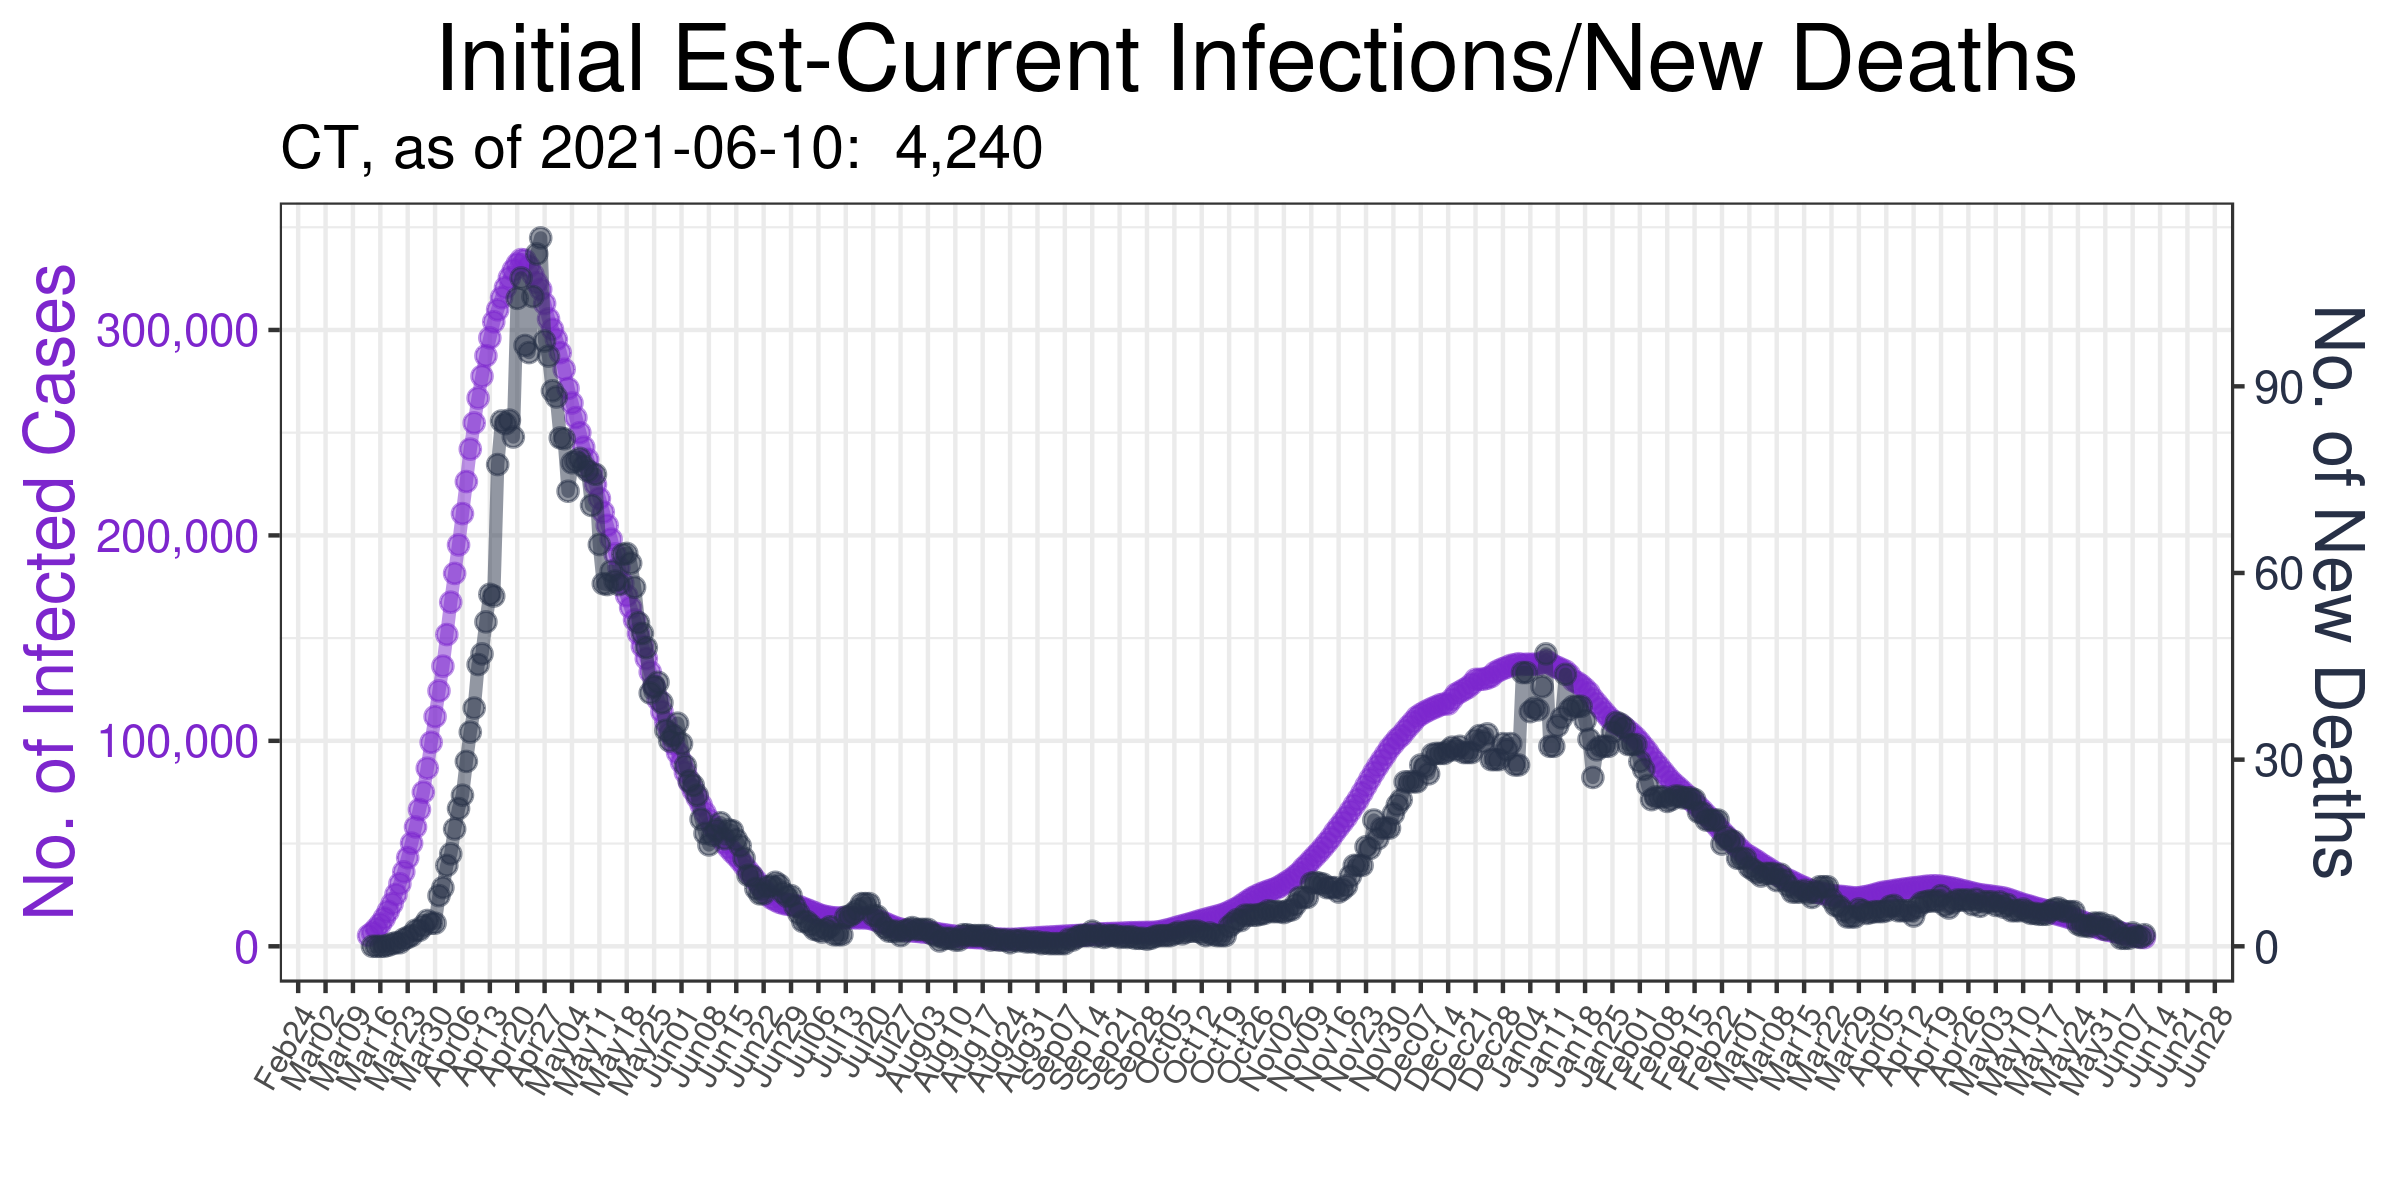 Initial Est-Current Infections/New Deaths
CT, as of 2021-06-10:  4,240
No. of Infected Cases
300,000
200,000
100,000
0
No. of New Deaths
90
60
30
0
Feb24
Mar02
Mar09
Mar16
Mar23
Mar30
Apr06
Apr13
Apr20
Apr27
May04
May11
May18
May25
Jun01
Jun08
Jun15
Jun22
Jun29
Jul06
Jul13
Jul20
Jul27
Aug03
Aug10
Aug17
Aug24
Aug31
Sep07
Sep14
Sep21
Sep28
Oct05
Oct12
Oct19
Oct26
Nov02
Nov09
Nov16
Nov23
Nov30
Dec07
Dec14
Dec21
Dec28
Jan04
Jan11
Jan18
Jan25
Feb01
Feb08
Feb15
Feb22
Mar01
Mar08
Mar15
Mar22
Mar29
Apr05
Apr12
Apr19
Apr26
May03
May10
May17
May24
May31
Jun07
Jun14
Jun21
Jun28